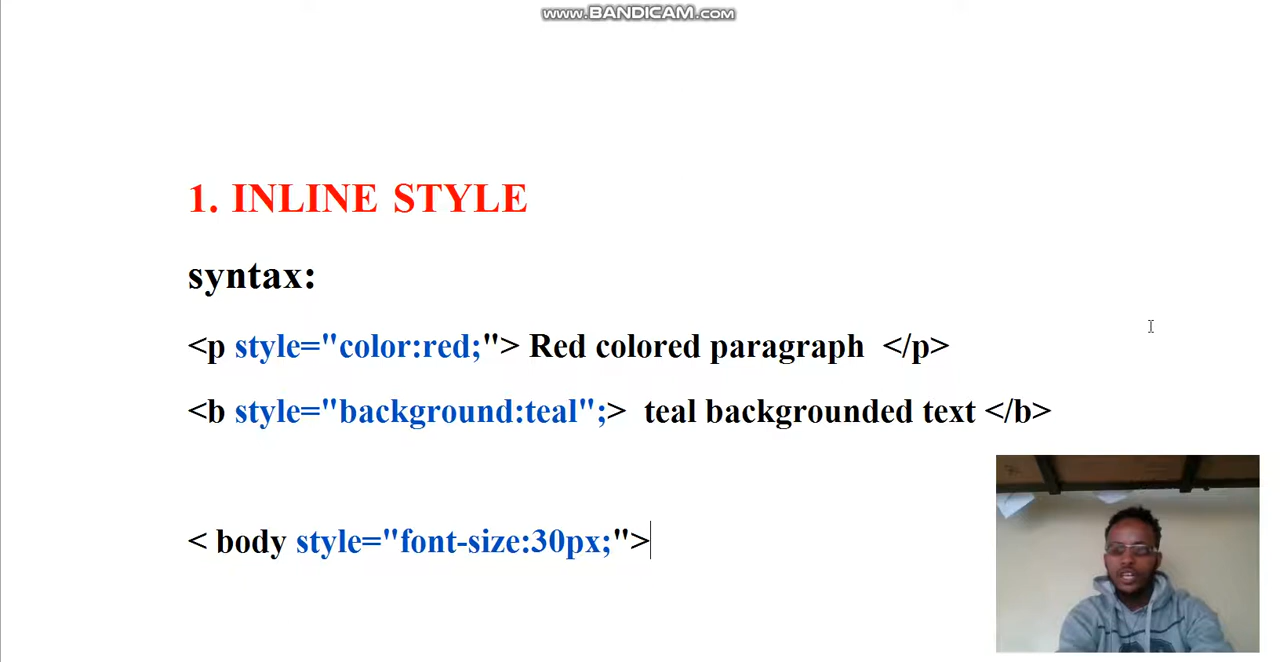 www.BANDICAM.com
1. INLINE STYLE
syntax:
<p style="color:red;"> Red colored paragraph  </p>
<b style="background:teal";>  teal backgrounded text </b>
< body style="font-size:30px;">